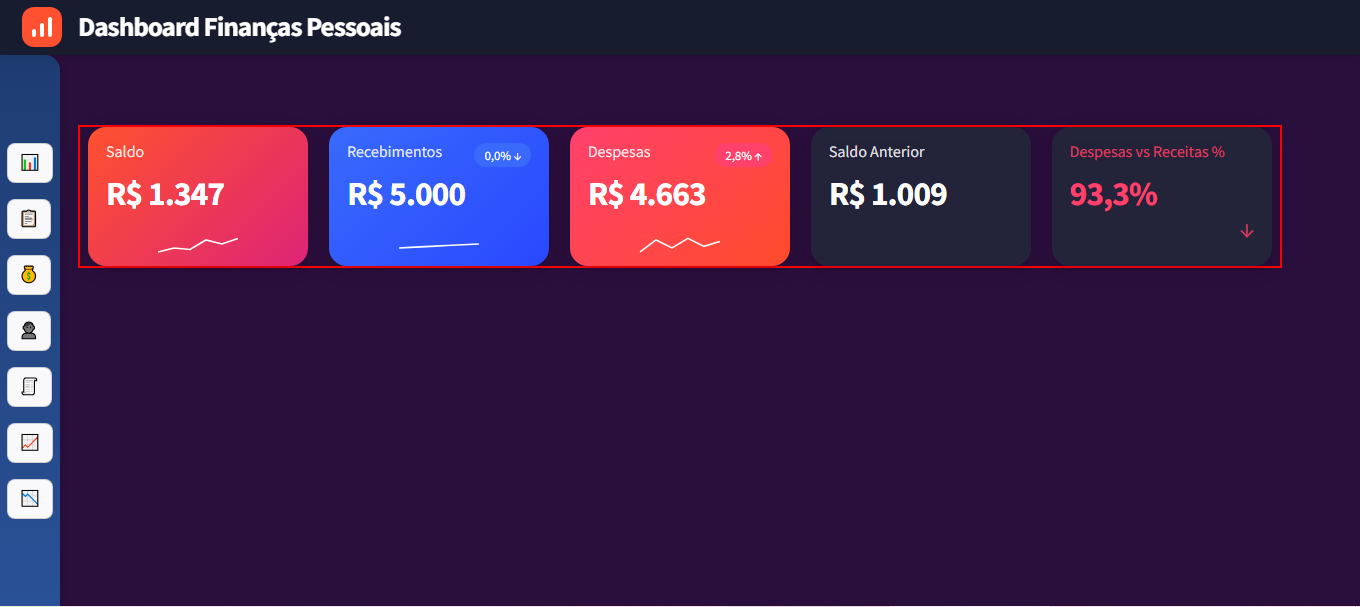 Dashboard Finanças Pessoais
Saldo
R$ 1.347
Recebimentos
0,0% ↓
R$ 5.000
Despesas
2,8% ↑
R$ 4.663
Saldo Anterior
R$ 1.009
Despesas vs Receitas %
93,3%
↓